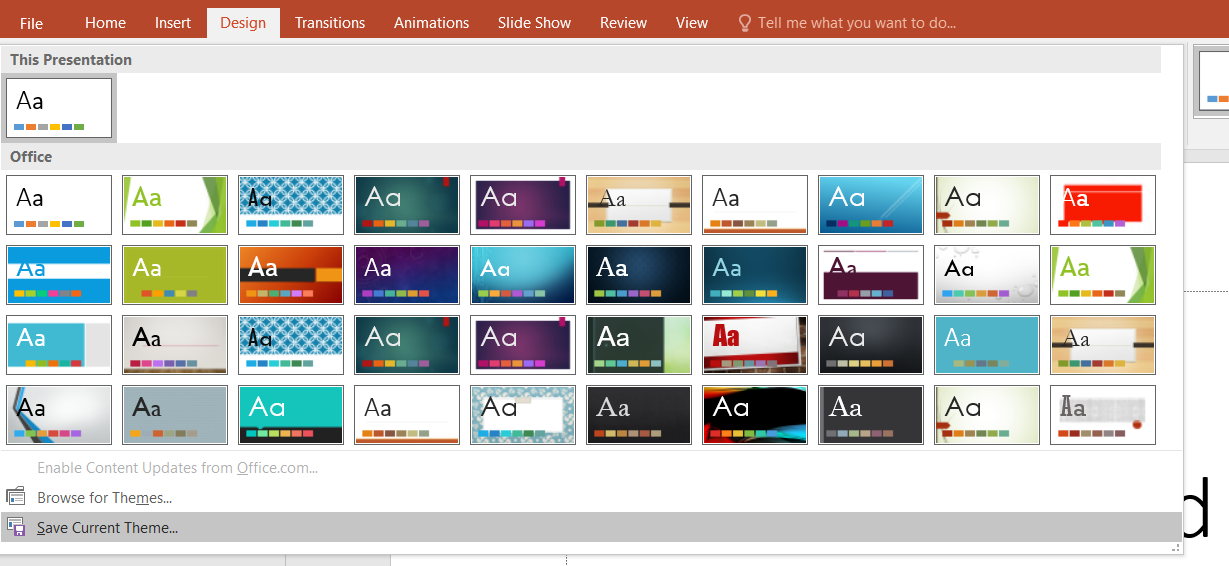 File Home Insert Design Transitions Animations Slide Show Review View Tell me what you want to do...
This Presentation
Aa
Office
Aa Aa Aa Aa Aa Aa Aa Aa Aa Aa
Aa Aa Aa Aa Aa Aa Aa Aa Aa Aa
Aa Aa Aa Aa Aa Aa Aa Aa Aa Aa
Aa Aa Aa Aa Aa Aa Aa Aa Aa Aa
Enable Content Updates from Office.com...
Browse for Themes...
Save Current Theme...
d